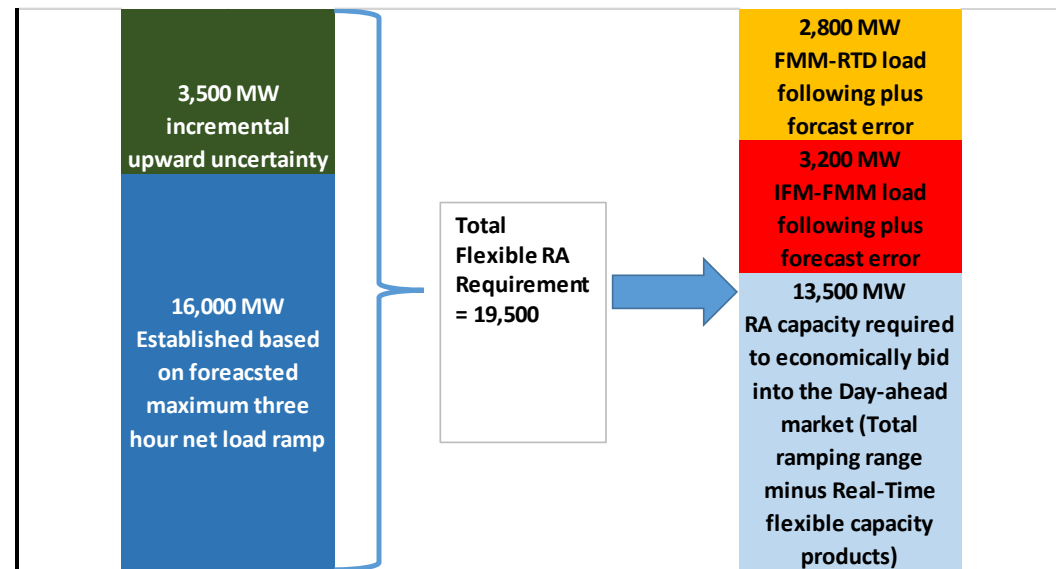 3,500 MW
incremental
upward uncertainty
16,000 MW
Established based
on foreacsted
maximum three
hour net load ramp
Total
Flexible RA
Requirement
= 19,500
2,800 MW
FMM-RTD load
following plus
forcast error
3,200 MW
IFM-FMM load
following plus
forecast error
13,500 MW
RA capacity required
to economically bid
into the Day-ahead
market (Total
ramping range
minus Real-Time
flexible capacity
products)